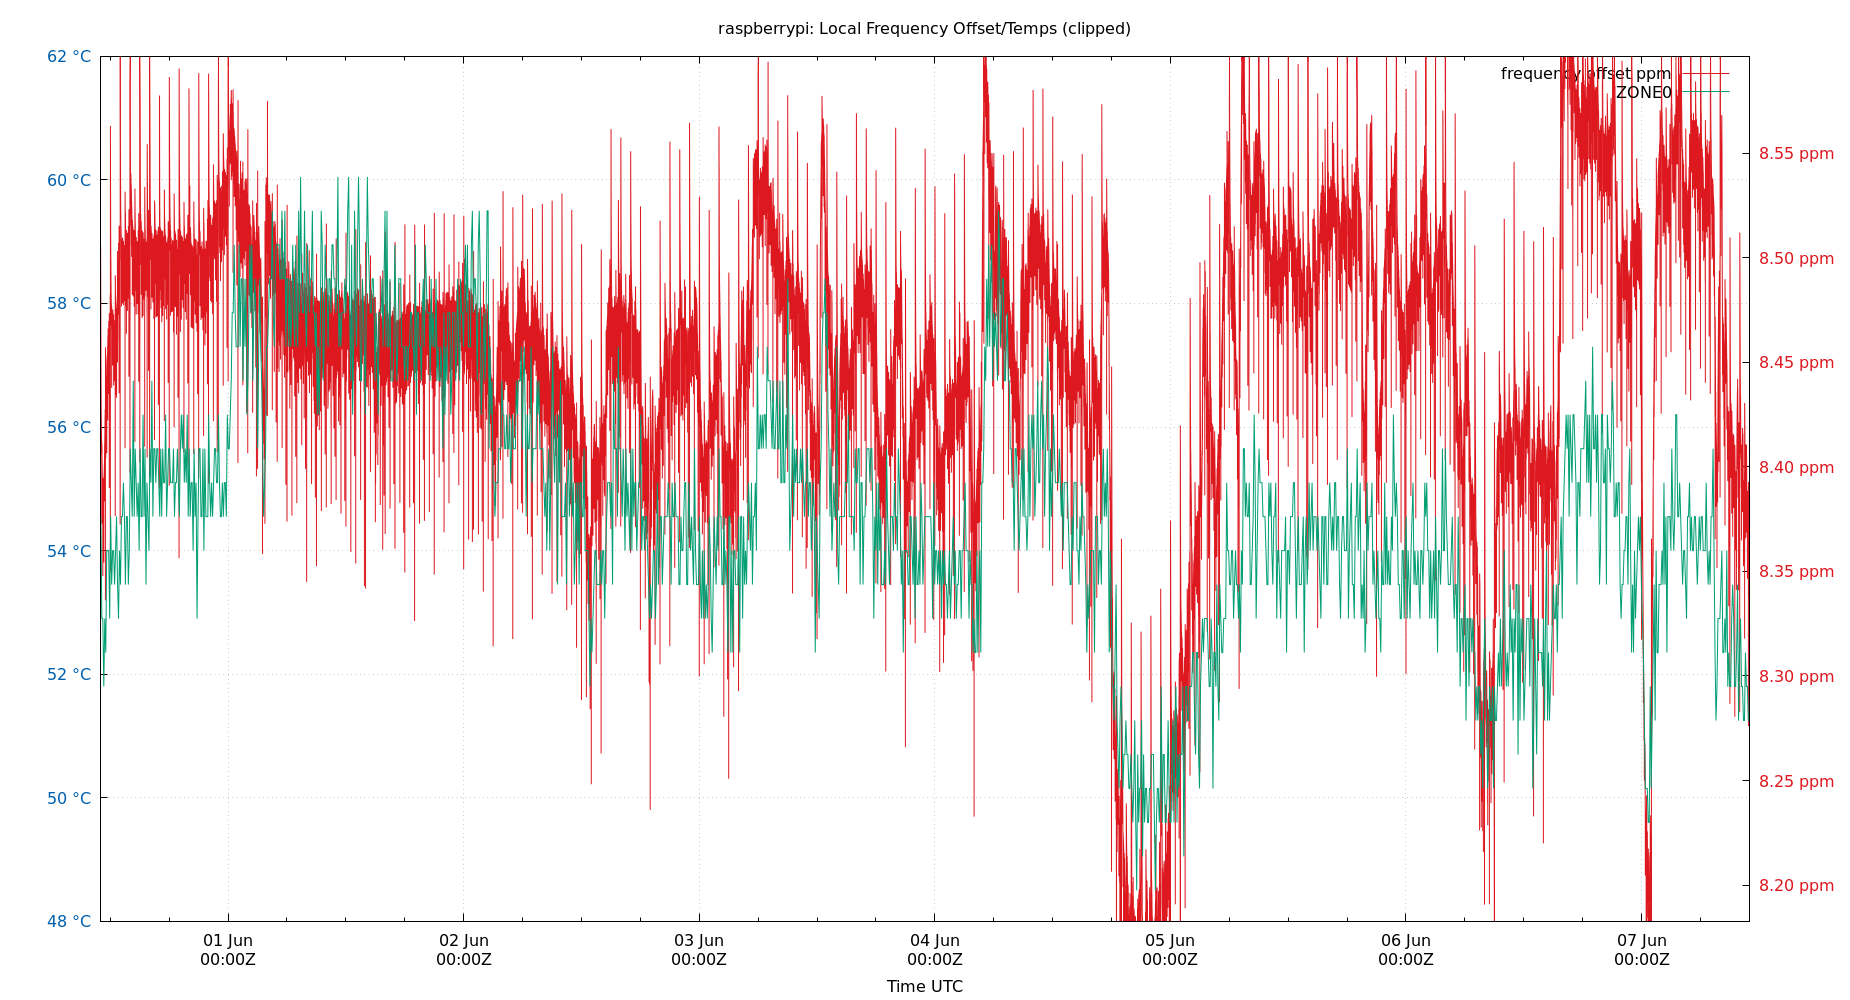 raspberrypi: Local Frequency Offset/Temps (clipped)
62 °C
60 °C
58 °C
56 °C
54 °C
52 °C
50 °C
48 °C
frequency offset ppm
ZONE0
8.55 ppm
8.50 ppm
8.45 ppm
8.40 ppm
8.35 ppm
8.30 ppm
8.25 ppm
8.20 ppm
01 Jun
00:00Z
02 Jun
00:00Z
03 Jun
00:00Z
04 Jun
00:00Z
05 Jun
00:00Z
06 Jun
00:00Z
07 Jun
00:00Z
Time UTC